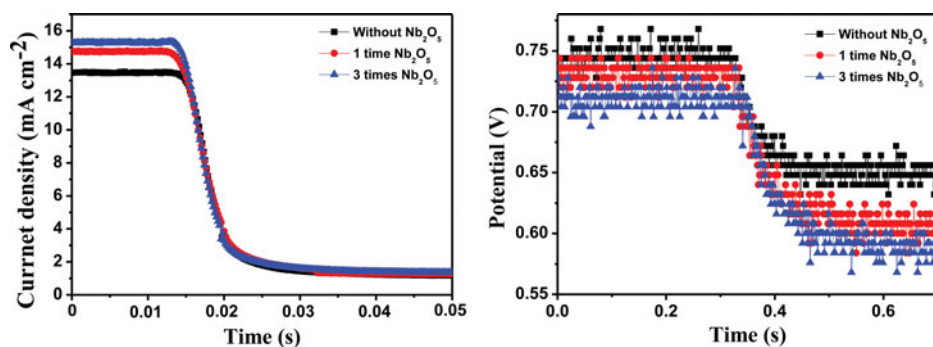 Currnet density (mA cm⁻²)
16
14
12
10
8
6
4
2
0
0.00 0.01 0.02 0.03 0.04 0.05
Time (s)
Without Nb₂O₅
1 time Nb₂O₅
3 times Nb₂O₅
Potential (V)
0.75
0.70
0.65
0.60
0.55
0.0 0.2 0.4 0.6
Time (s)
Without Nb₂O₅
1 time Nb₂O₅
3 times Nb₂O₅